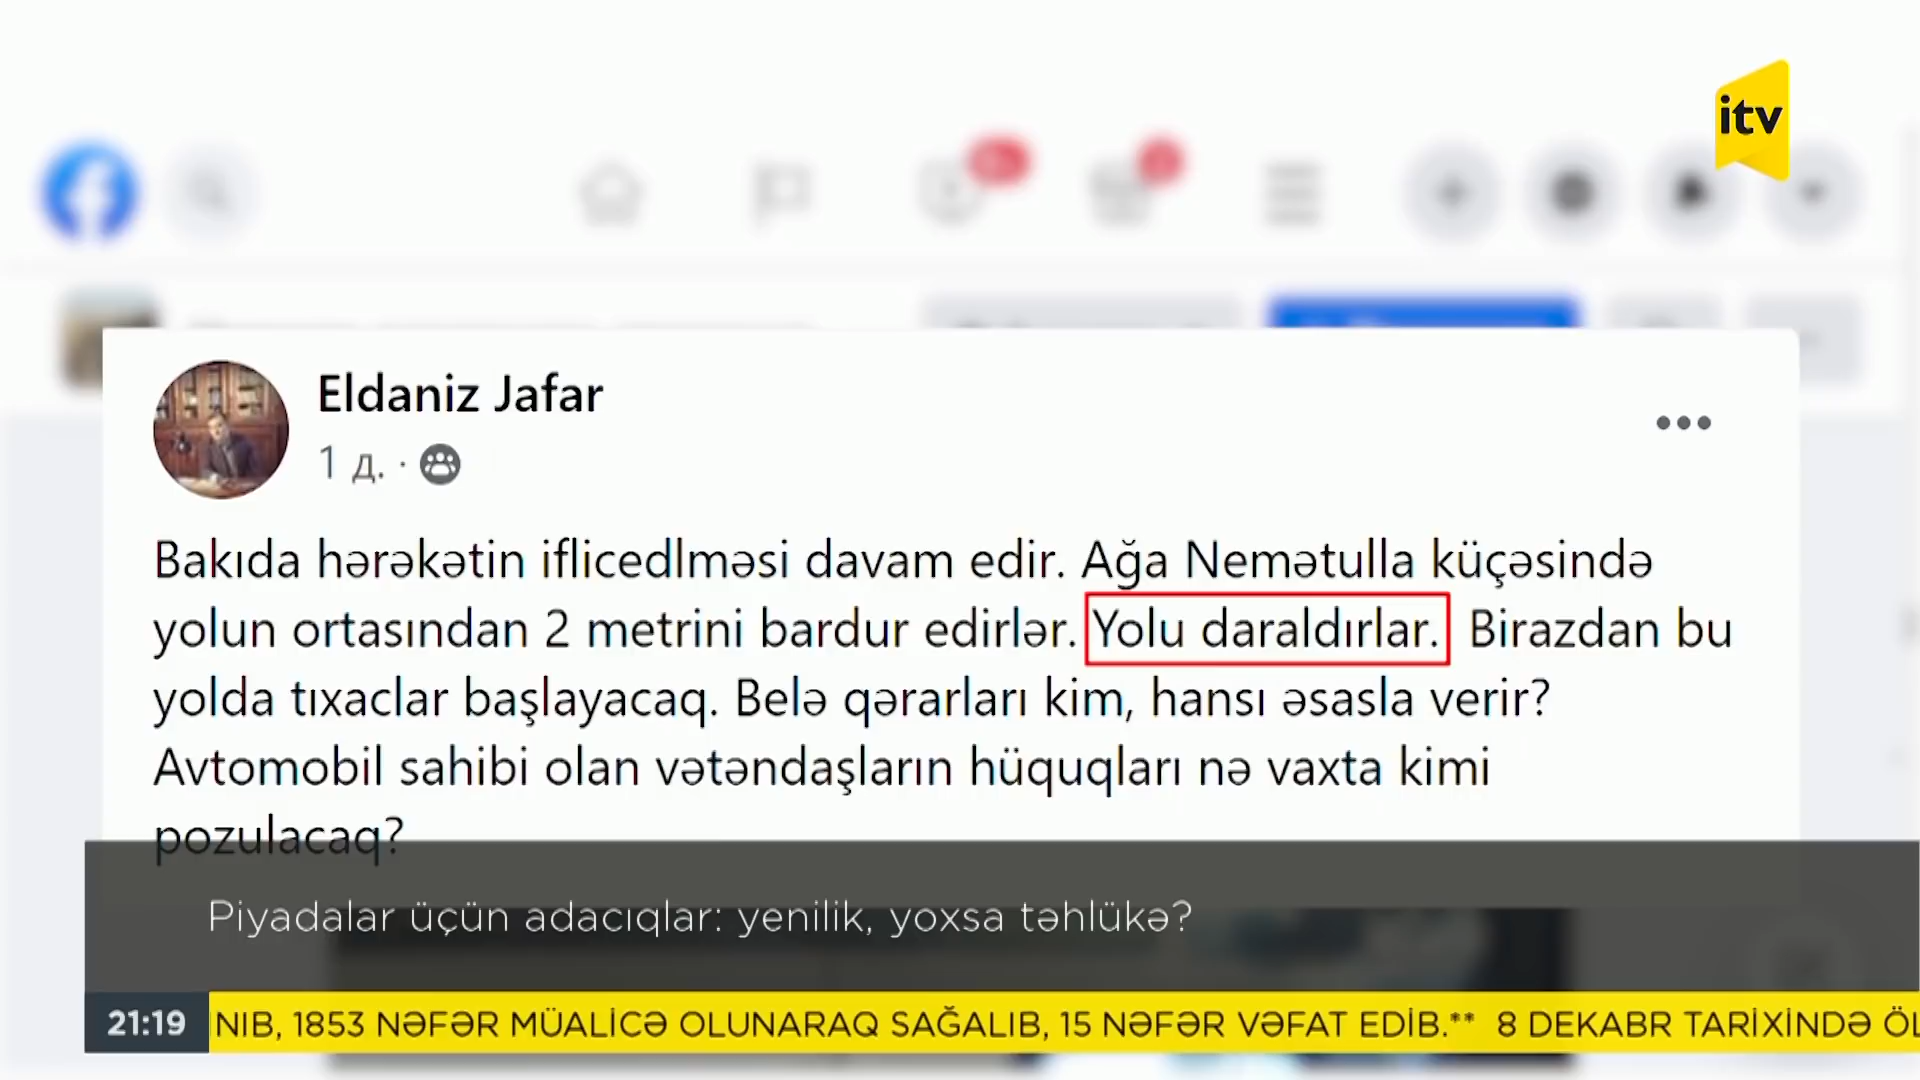 itv
Eldaniz Jafar
1 д. ·
Bakıda hərəkətin iflicedlməsi davam edir. Ağa Nemətulla küçəsində
yolun ortasından 2 metrini bardur edirlər. Yolu daraldırlar. Birazdan bu
yolda tıxaclar başlayacaq. Belə qərarları kim, hansı əsasla verir?
Avtomobil sahibi olan vətəndaşların hüquqları nə vaxta kimi
pozulacaq?
Piyadalar üçün adacıqlar: yenilik, yoxsa təhlükə?
21:19 NIB, 1853 NƏFƏR MÜALİCƏ OLUNARAQ SAĞALIB, 15 NƏFƏR VƏFAT EDİB.** 8 DEKABR TARİXİNDƏ ÖL